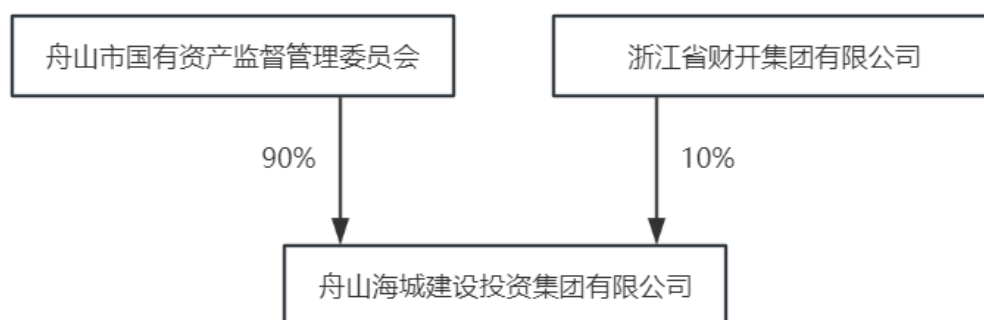 舟山市国有资产监督管理委员会
浙江省财开集团有限公司
90%
10%
舟山海城建设投资集团有限公司